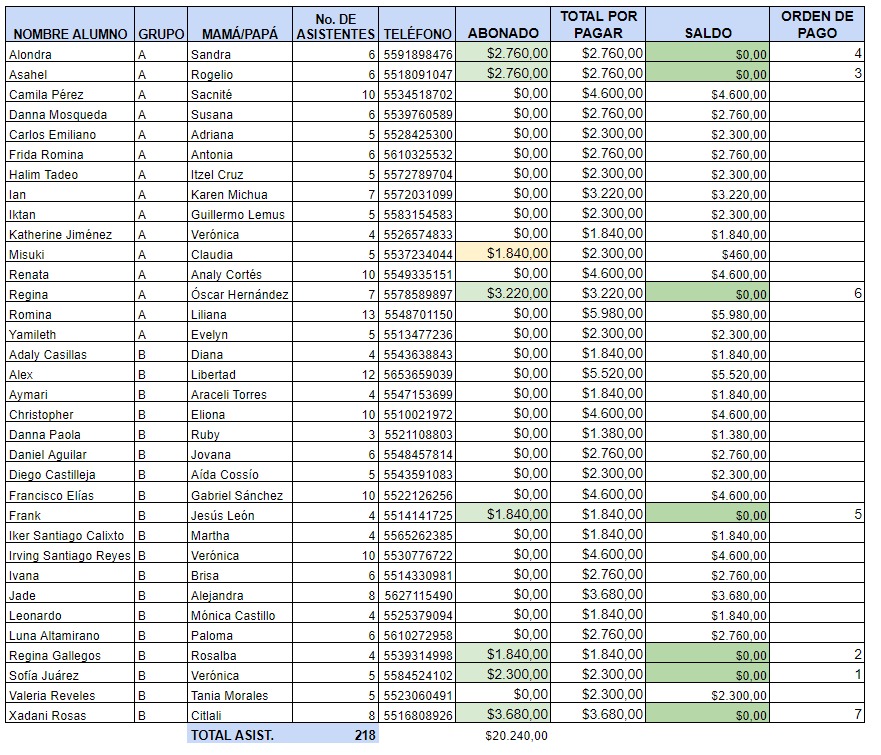 NOMBRE ALUMNO GRUPO MAMÁ/PAPÁ No. DE ASISTENTES TELÉFONO ABONADO TOTAL POR PAGAR SALDO ORDEN DE PAGO
Alondra A Sandra 6 5591898476 $2.760,00 $2.760,00 $0,00 4
Asahel A Rogelio 6 5518091047 $2.760,00 $2.760,00 $0,00 3
Camila Pérez A Sacnité 10 5534518702 $0,00 $4.600,00 $4.600,00
Danna Mosqueda A Susana 6 5539760589 $0,00 $2.760,00 $2.760,00
Carlos Emiliano A Adriana 5 5528425300 $0,00 $2.300,00 $2.300,00
Frida Romina A Antonia 6 5610325532 $0,00 $2.760,00 $2.760,00
Halim Tadeo A Itzel Cruz 5 5572789704 $0,00 $2.300,00 $2.300,00
Ian A Karen Michua 7 5572031099 $0,00 $3.220,00 $3.220,00
Iktan A Guillermo Lemus 5 5583154583 $0,00 $2.300,00 $2.300,00
Katherine Jiménez A Verónica 4 5526574833 $0,00 $1.840,00 $1.840,00
Misuki A Claudia 5 5537234044 $1.840,00 $2.300,00 $460,00
Renata A Analy Cortés 10 5549335151 $0,00 $4.600,00 $4.600,00
Regina A Óscar Hernández 7 5578589897 $3.220,00 $3.220,00 $0,00 6
Romina A Liliana 13 5548701150 $0,00 $5.980,00 $5.980,00
Yamileth A Evelyn 5 5513477236 $0,00 $2.300,00 $2.300,00
Adaly Casillas B Diana 4 5543638843 $0,00 $1.840,00 $1.840,00
Alex B Libertad 12 5653659039 $0,00 $5.520,00 $5.520,00
Aymari B Araceli Torres 4 5547153699 $0,00 $1.840,00 $1.840,00
Christopher B Eliona 10 5510021972 $0,00 $4.600,00 $4.600,00
Danna Paola B Ruby 3 5521108803 $0,00 $1.380,00 $1.380,00
Daniel Aguilar B Jovana 6 5548457814 $0,00 $2.760,00 $2.760,00
Diego Castilleja B Aída Cossío 5 5543591083 $0,00 $2.300,00 $2.300,00
Francisco Elías B Gabriel Sánchez 10 5522126256 $0,00 $4.600,00 $4.600,00
Frank B Jesús León 4 5514141725 $1.840,00 $1.840,00 $0,00 5
Iker Santiago Calixto B Martha 4 5565262385 $0,00 $1.840,00 $1.840,00
Irving Santiago Reyes B Verónica 10 5530776722 $0,00 $4.600,00 $4.600,00
Ivana B Brisa 6 5514330981 $0,00 $2.760,00 $2.760,00
Jade B Alejandra 8 5627115490 $0,00 $3.680,00 $3.680,00
Leonardo B Mónica Castillo 4 5525379094 $0,00 $1.840,00 $1.840,00
Luna Altamirano B Paloma 6 5610272958 $0,00 $2.760,00 $2.760,00
Regina Gallegos B Rosalba 4 5539314998 $1.840,00 $1.840,00 $0,00 2
Sofía Juárez B Verónica 5 5584524102 $2.300,00 $2.300,00 $0,00 1
Valeria Reveles B Tania Morales 5 5523060491 $0,00 $2.300,00 $2.300,00
Xadani Rosas B Citlali 8 5516808926 $3.680,00 $3.680,00 $0,00 7
TOTAL ASIST. 218 $20.240,00